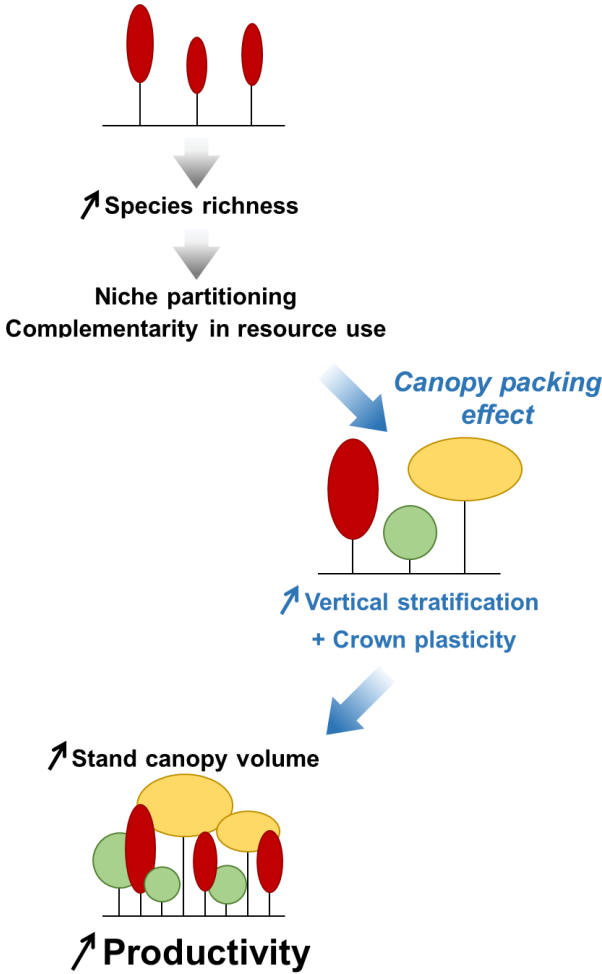 Species richness
Niche partitioning
Complementarity in resource use
Canopy packing
effect
Vertical stratification
+ Crown plasticity
Stand canopy volume
Productivity